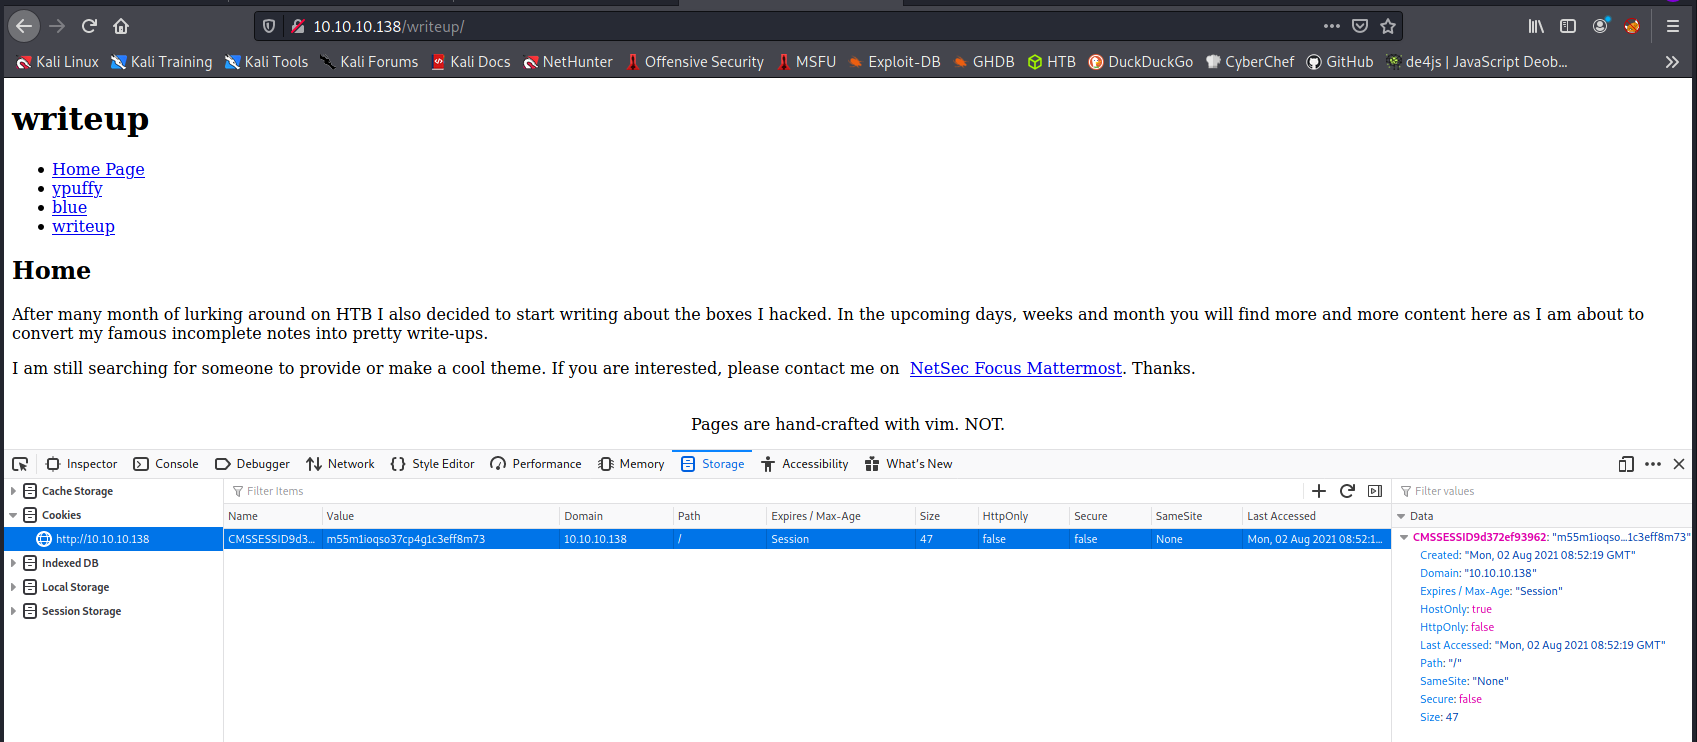 10.10.10.138/writeup/
Kali Linux Kali Training Kali Tools Kali Forums Kali Docs NetHunter Offensive Security MSFU Exploit-DB GHDB HTB DuckDuckGo CyberChef GitHub de4js | JavaScript Deob...
writeup
Home Page
ypuffy
blue
writeup
Home
After many month of lurking around on HTB I also decided to start writing about the boxes I hacked. In the upcoming days, weeks and month you will find more and more content here as I am about to
convert my famous incomplete notes into pretty write-ups.
I am still searching for someone to provide or make a cool theme. If you are interested, please contact me on NetSec Focus Mattermost. Thanks.
Pages are hand-crafted with vim. NOT.
Inspector Console Debugger Network Style Editor Performance Memory Storage Accessibility What's New
Cache Storage
Cookies
http://10.10.10.138
Indexed DB
Local Storage
Session Storage
Filter Items
Name Value Domain Path Expires / Max-Age Size HttpOnly Secure SameSite Last Accessed
CMSSESSID9d3... m55m1ioqso37cp4g1c3eff8m73 10.10.10.138 / Session 47 false false None Mon, 02 Aug 2021 08:52:1...
Filter values
Data
CMSSESSID9d372ef93962: "m55m1ioqso...1c3eff8m73"
Created: "Mon, 02 Aug 2021 08:52:19 GMT"
Domain: "10.10.10.138"
Expires / Max-Age: "Session"
HostOnly: true
HttpOnly: false
Last Accessed: "Mon, 02 Aug 2021 08:52:19 GMT"
Path: "/"
SameSite: "None"
Secure: false
Size: 47